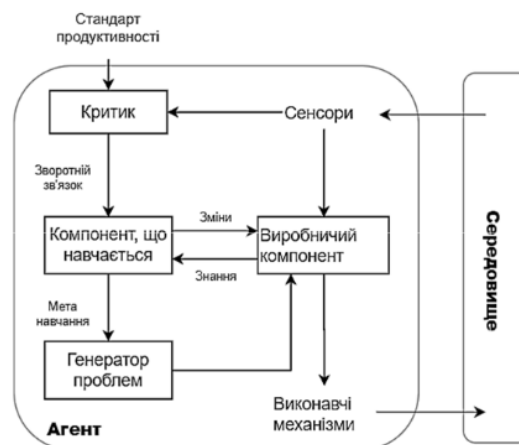 Стандарт
продуктивності
Критик
Сенсори
Зворотній
зв'язок
Зміни
Компонент, що
навчається
Виробничий
компонент
Знання
Мета
навчання
Генератор
проблем
Виконавчі
механізми
Агент
Середовище